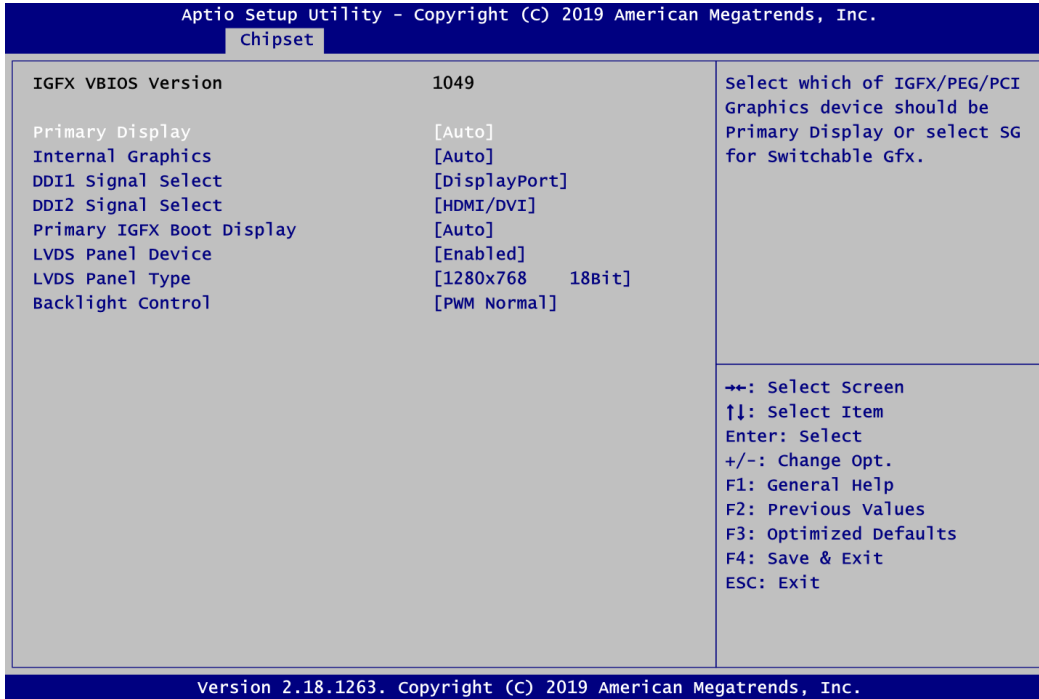 Aptio Setup Utility - Copyright (C) 2019 American Megatrends, Inc.
Chipset
IGFX VBIOS Version 1049
Primary Display [Auto]
Internal Graphics [Auto]
DDI1 Signal Select [DisplayPort]
DDI2 Signal Select [HDMI/DVI]
Primary IGFX Boot Display [Auto]
LVDS Panel Device [Enabled]
LVDS Panel Type [1280x768 18Bit]
Backlight Control [PWM Normal]
Select which of IGFX/PEG/PCI
Graphics device should be
Primary Display Or select SG
for Switchable Gfx.
→←: Select Screen
↑↓: Select Item
Enter: Select
+/-: Change Opt.
F1: General Help
F2: Previous Values
F3: Optimized Defaults
F4: Save & Exit
ESC: Exit
Version 2.18.1263. Copyright (C) 2019 American Megatrends, Inc.